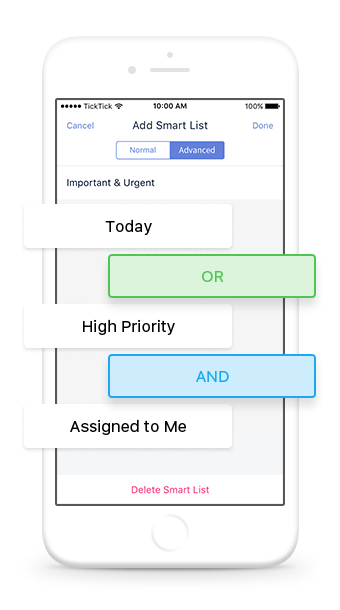 TickTick 10:00 AM 100%
Cancel Add Smart List Done
Normal Advanced
Important & Urgent
Today
OR
High Priority
AND
Assigned to Me
Delete Smart List